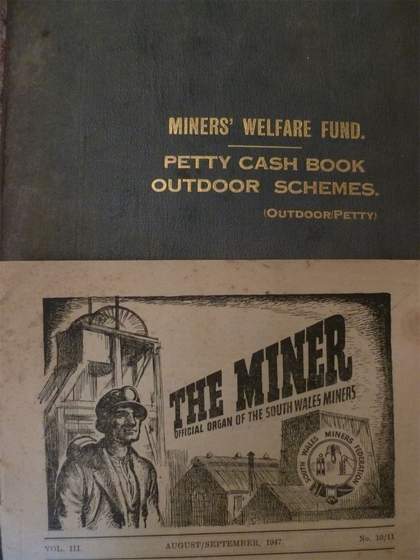 MINERS' WELFARE FUND.
PETTY CASH BOOK
OUTDOOR SCHEMES.
(OUTDOOR/PETTY)
THE MINER
OFFICIAL ORGAN OF THE SOUTH WALES MINERS
SOUTH WALES MINERS FEDERATION
VOL. III.
AUGUST/SEPTEMBER, 1947.
No. 10/11